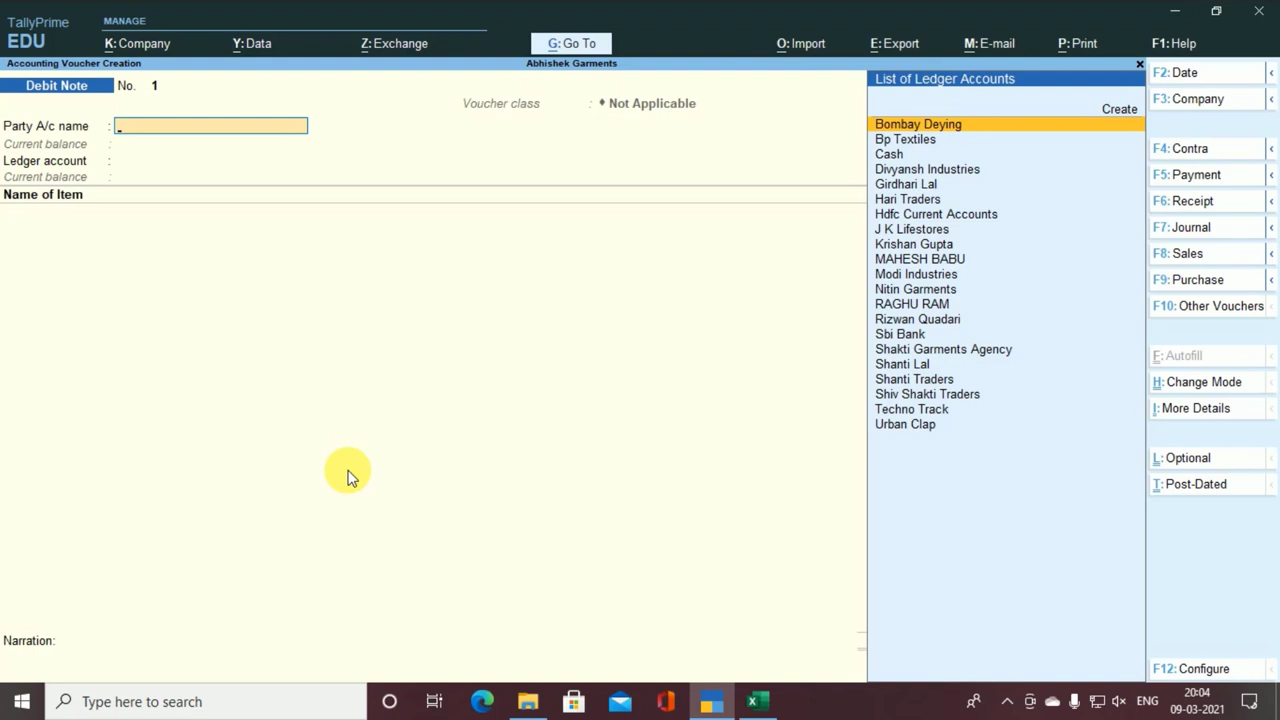 TallyPrime
EDU
MANAGE
K: Company
Y: Data
Z: Exchange
G: Go To
O: Import
E: Export
M: E-mail
P: Print
F1: Help
Accounting Voucher Creation
Abhishek Garments
Debit Note No. 1
Voucher class : ♦ Not Applicable
Party A/c name :
Current balance :
Ledger account :
Current balance :
Name of Item
Narration:
List of Ledger Accounts
Create
Bombay Deying
Bp Textiles
Cash
Divyansh Industries
Girdhari Lal
Hari Traders
Hdfc Current Accounts
J K Lifestores
Krishan Gupta
MAHESH BABU
Modi Industries
Nitin Garments
RAGHU RAM
Rizwan Quadari
Sbi Bank
Shakti Garments Agency
Shanti Lal
Shanti Traders
Shiv Shakti Traders
Techno Track
Urban Clap
F2: Date
F3: Company
F4: Contra
F5: Payment
F6: Receipt
F7: Journal
F8: Sales
F9: Purchase
F10: Other Vouchers
F: Autofill
H: Change Mode
I: More Details
L: Optional
T: Post-Dated
F12: Configure
Type here to search
ENG
20:04
09-03-2021